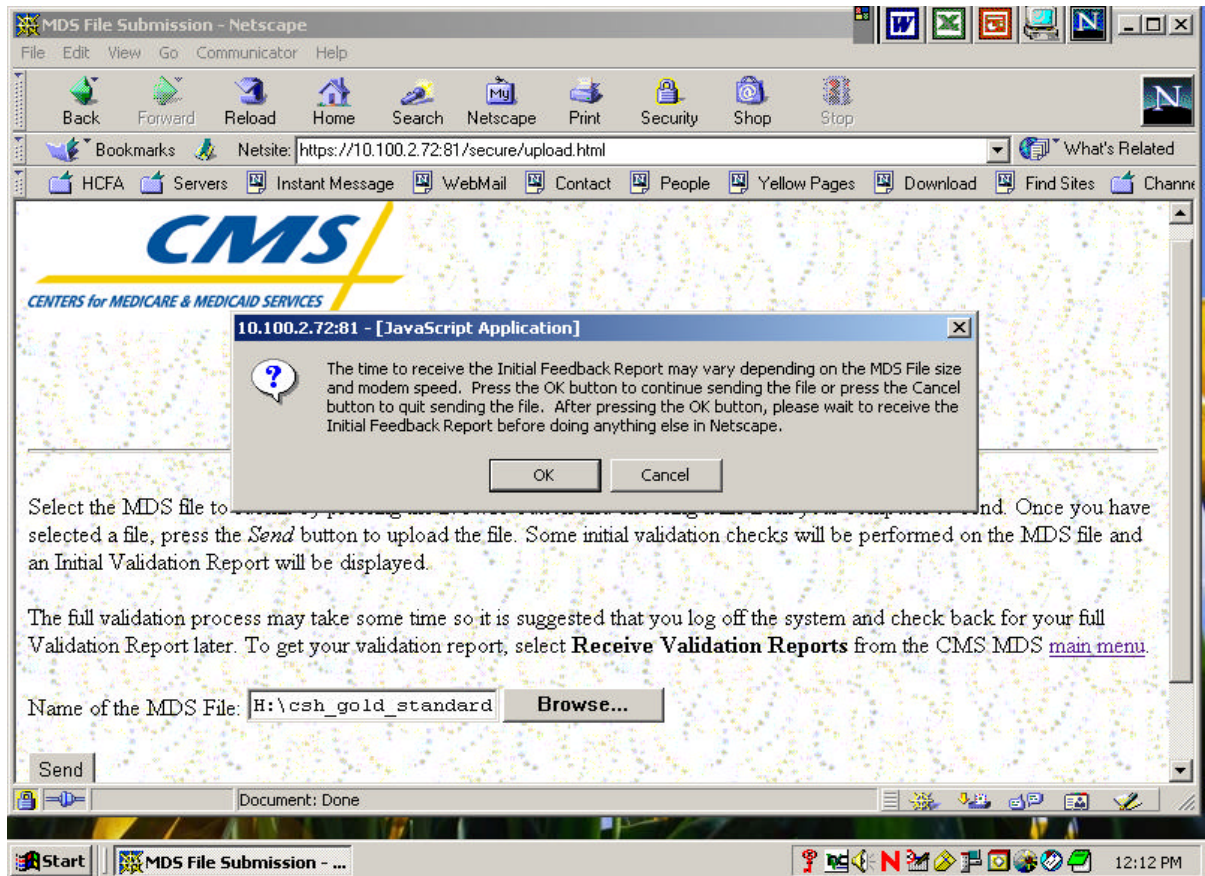 MDS File Submission - Netscape
File Edit View Go Communicator Help
Back Forward Reload Home Search Netscape Print Security Shop Stop
My
N
Bookmarks Netsite: https://10.100.2.72:81/secure/upload.html What's Related
HCFA Servers Instant Message WebMail Contact People Yellow Pages Download Find Sites Channe
CMS
CENTERS for MEDICARE & MEDICAID SERVICES
10.100.2.72:81 - [JavaScript Application]
The time to receive the Initial Feedback Report may vary depending on the MDS File size
and modem speed. Press the OK button to continue sending the file or press the Cancel
button to quit sending the file. After pressing the OK button, please wait to receive the
Initial Feedback Report before doing anything else in Netscape.
OK Cancel
Select the MDS file to nd. Once you have
selected a file, press the Send button to upload the file. Some initial validation checks will be performed on the MDS file and
an Initial Validation Report will be displayed.
The full validation process may take some time so it is suggested that you log off the system and check back for your full
Validation Report later. To get your validation report, select Receive Validation Reports from the CMS MDS main menu.
Name of the MDS File: H:\csh_gold_standard Browse...
Send
Document: Done
Start MDS File Submission - ... 12:12 PM